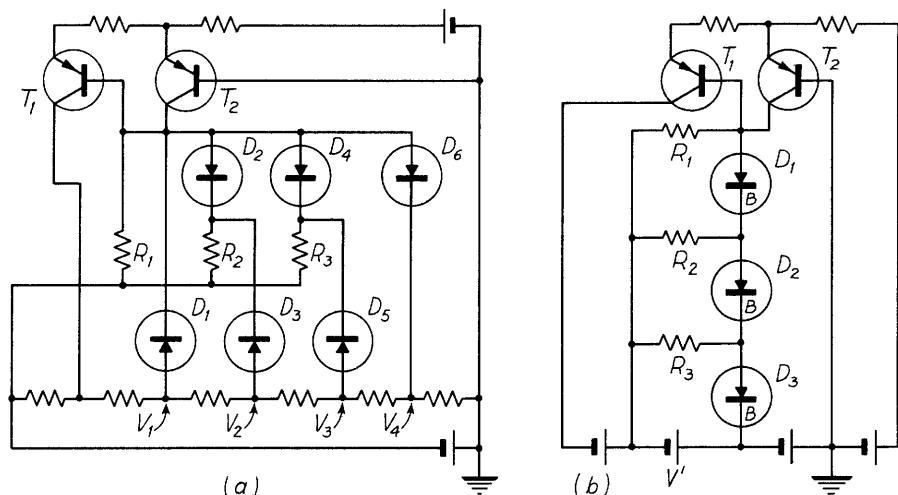 T1 T2
D2 D4 D6
R1 R2 R3
D1 D3 D5
V1 V2 V3 V4
(a)
T1 T2
R1 D1
B
R2 D2
B
R3 D3
B
V'
(b)